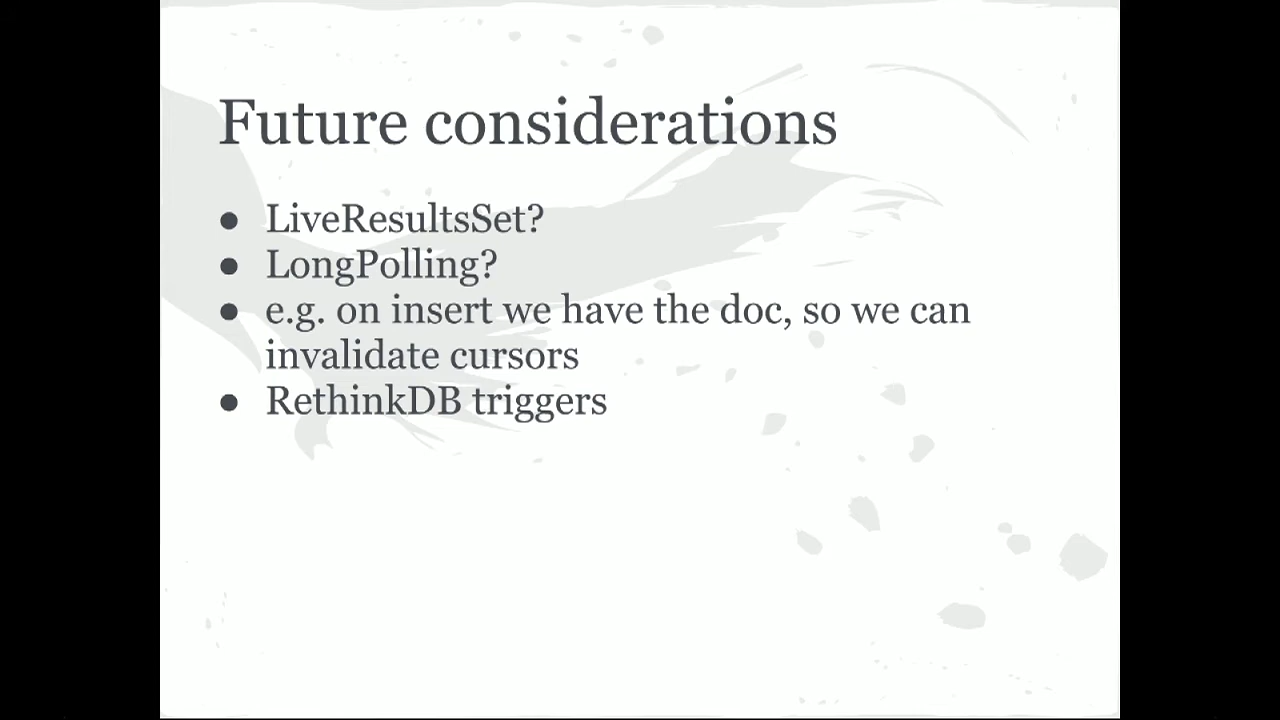 Future considerations
● LiveResultsSet?
● LongPolling?
● e.g. on insert we have the doc, so we can
invalidate cursors
● RethinkDB triggers